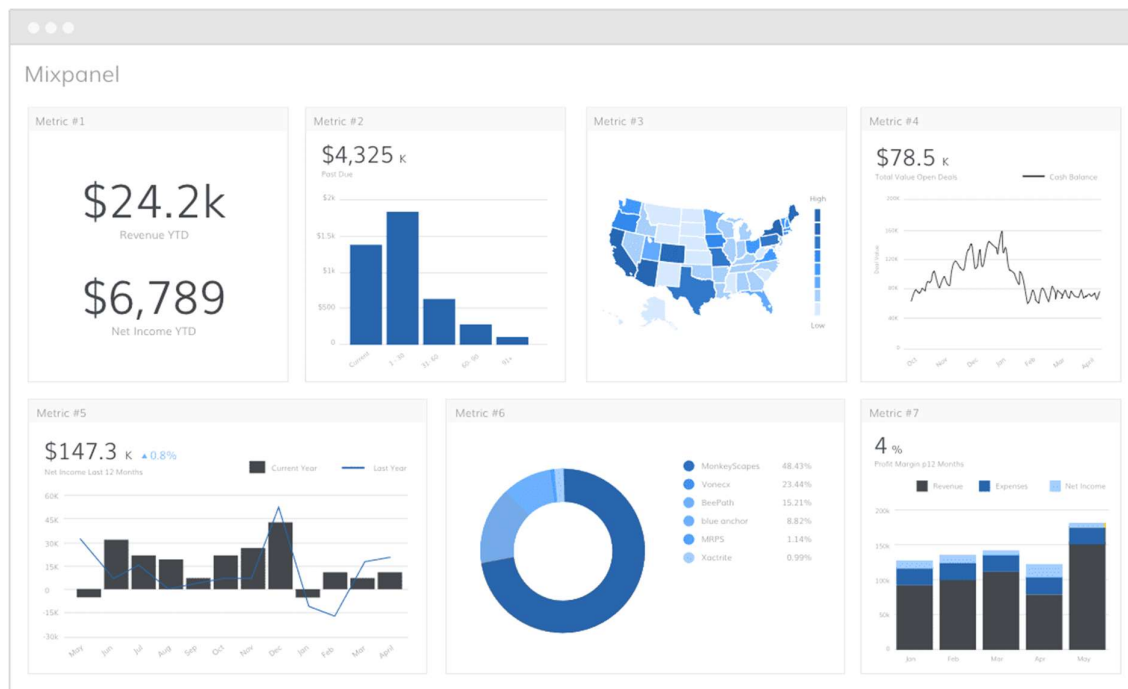 Mixpanel
Metric #1
$24.2k
Revenue YTD
$6,789
Net Income YTD
Metric #2
$4,325 K
Past Due
$2k
$1.5k
$1k
$500
0
Current
31-60
60-90
91+
Metric #3
High
Low
Metric #4
$78.5 K
Total Value Open Deals
Cash Balance
Deal Value
200K
160K
120K
80K
40K
0
Oct
Nov
Dec
Jan
Feb
Mar
April
Metric #5
$147.3 K ▲0.8%
Net Income Last 12 Months
Current Year
Last Year
60K
45K
30K
15K
0
-15K
-30k
May
Jun
Jul
Aug
Sep
Oct
Nov
Dec
Jan
Feb
Mar
April
Metric #6
MonkeyScapes 48.43%
Vonecx 23.44%
BeePath 15.21%
blue anchor 8.82%
MRPS 1.14%
Xactrite 0.99%
Metric #7
4 %
Profit Margin p12 Months
Revenue
Expenses
Net Income
200k
150k
100k
50k
0
Jan
Feb
Mar
Apr
May